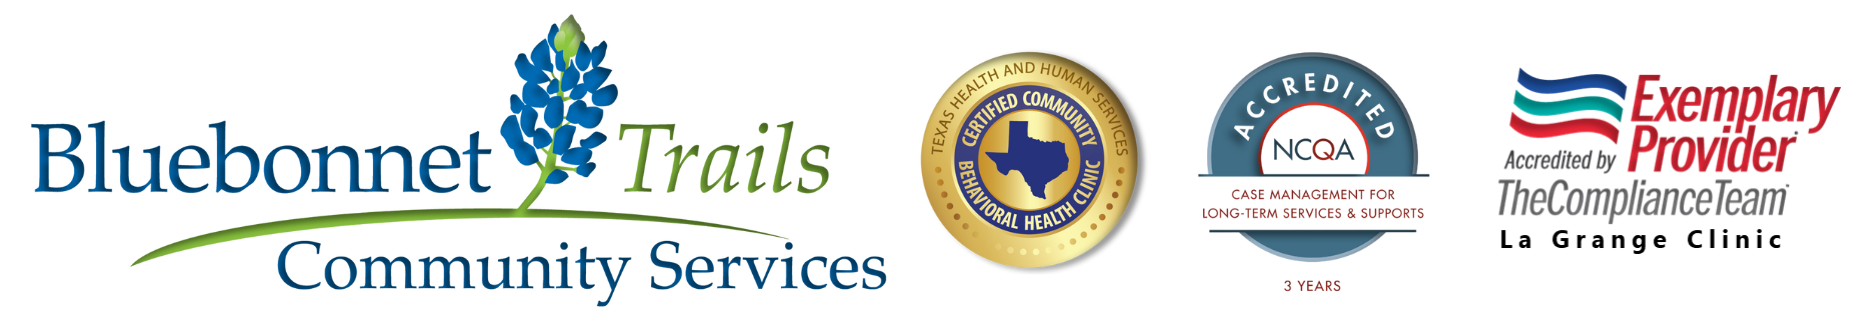 Bluebonnet Trails
Community Services
TEXAS HEALTH AND HUMAN SERVICES
CERTIFIED COMMUNITY
BEHAVIORAL HEALTH CLINIC
ACCREDITED
NCQA
CASE MANAGEMENT FOR
LONG-TERM SERVICES & SUPPORTS
3 YEARS
Exemplary
Provider
Accredited by
TheComplianceTeam
La Grange Clinic